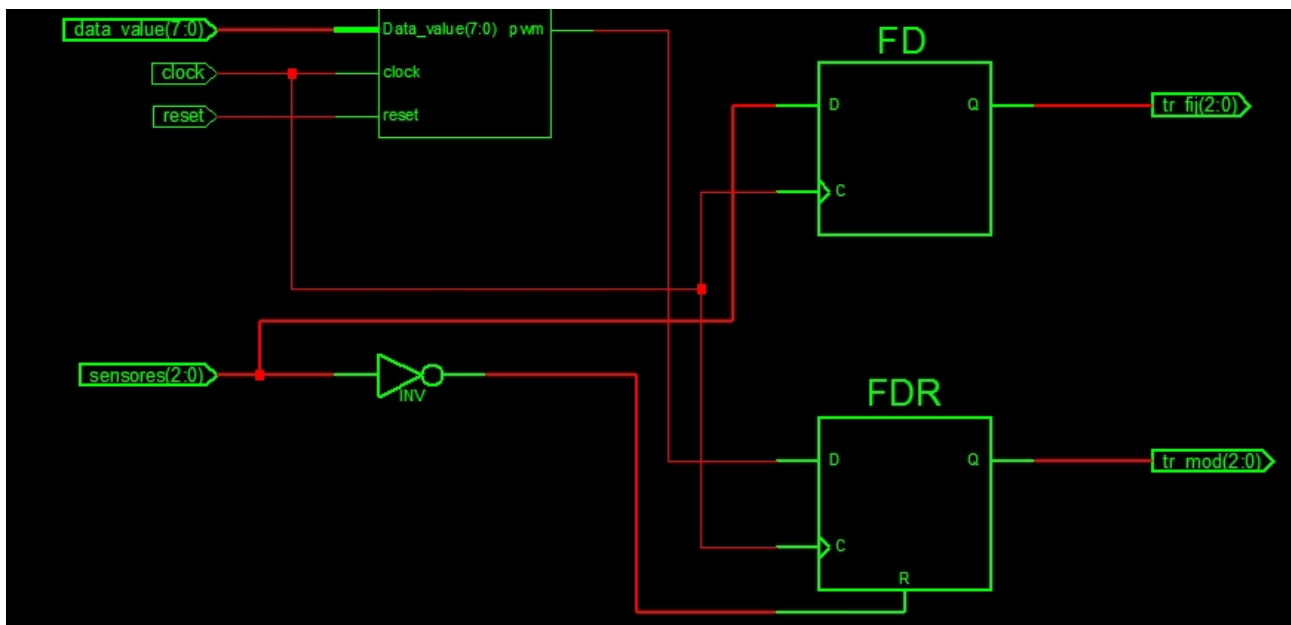 data_value(7:0)
Data_value(7:0) pwm
clock
clock
reset
reset
FD
D
Q
C
tr_fij(2:0)
sensores(2:0)
INV
FDR
D
Q
C
R
tr_mod(2:0)